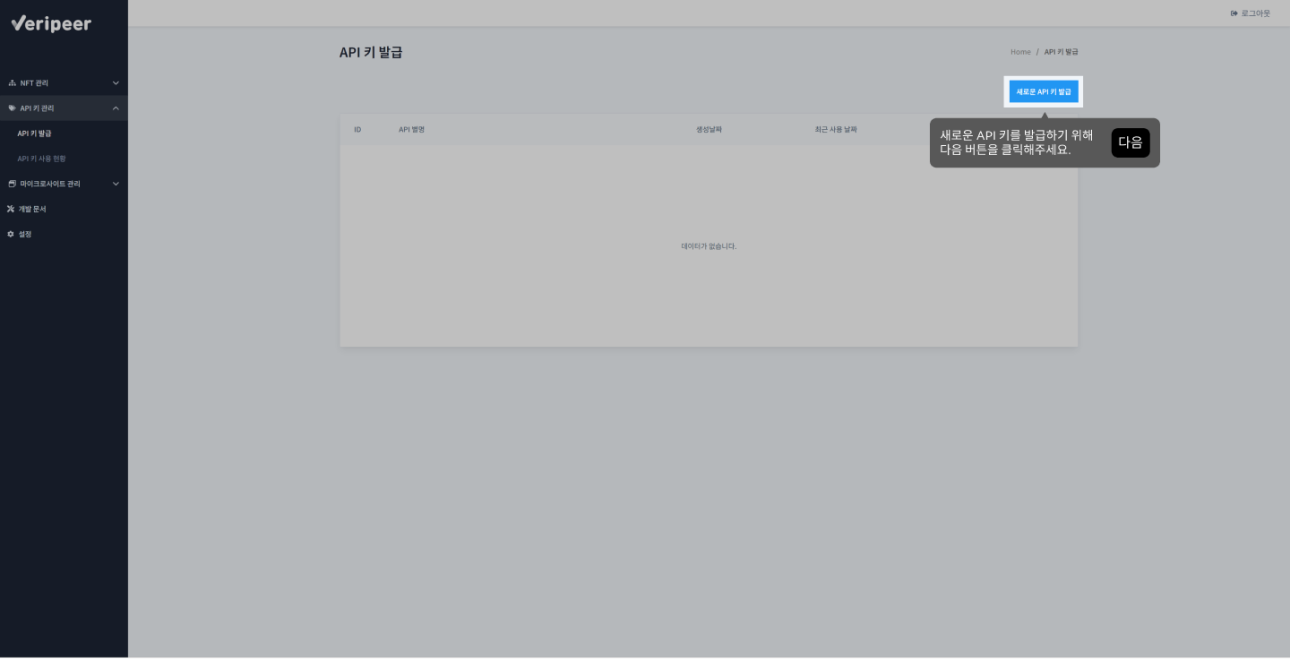 Veripeer
로그아웃
NFT 관리
API 키 관리
API 키 발급
API 키 사용 현황
마이크로사이트 관리
개발 문서
설정
API 키 발급
Home / API 키 발급
새로운 API 키 발급
ID API 별명 생성날짜 최근 사용 날짜
새로운 API 키를 발급하기 위해
다음 버튼을 클릭해주세요.
다음
데이터가 없습니다.